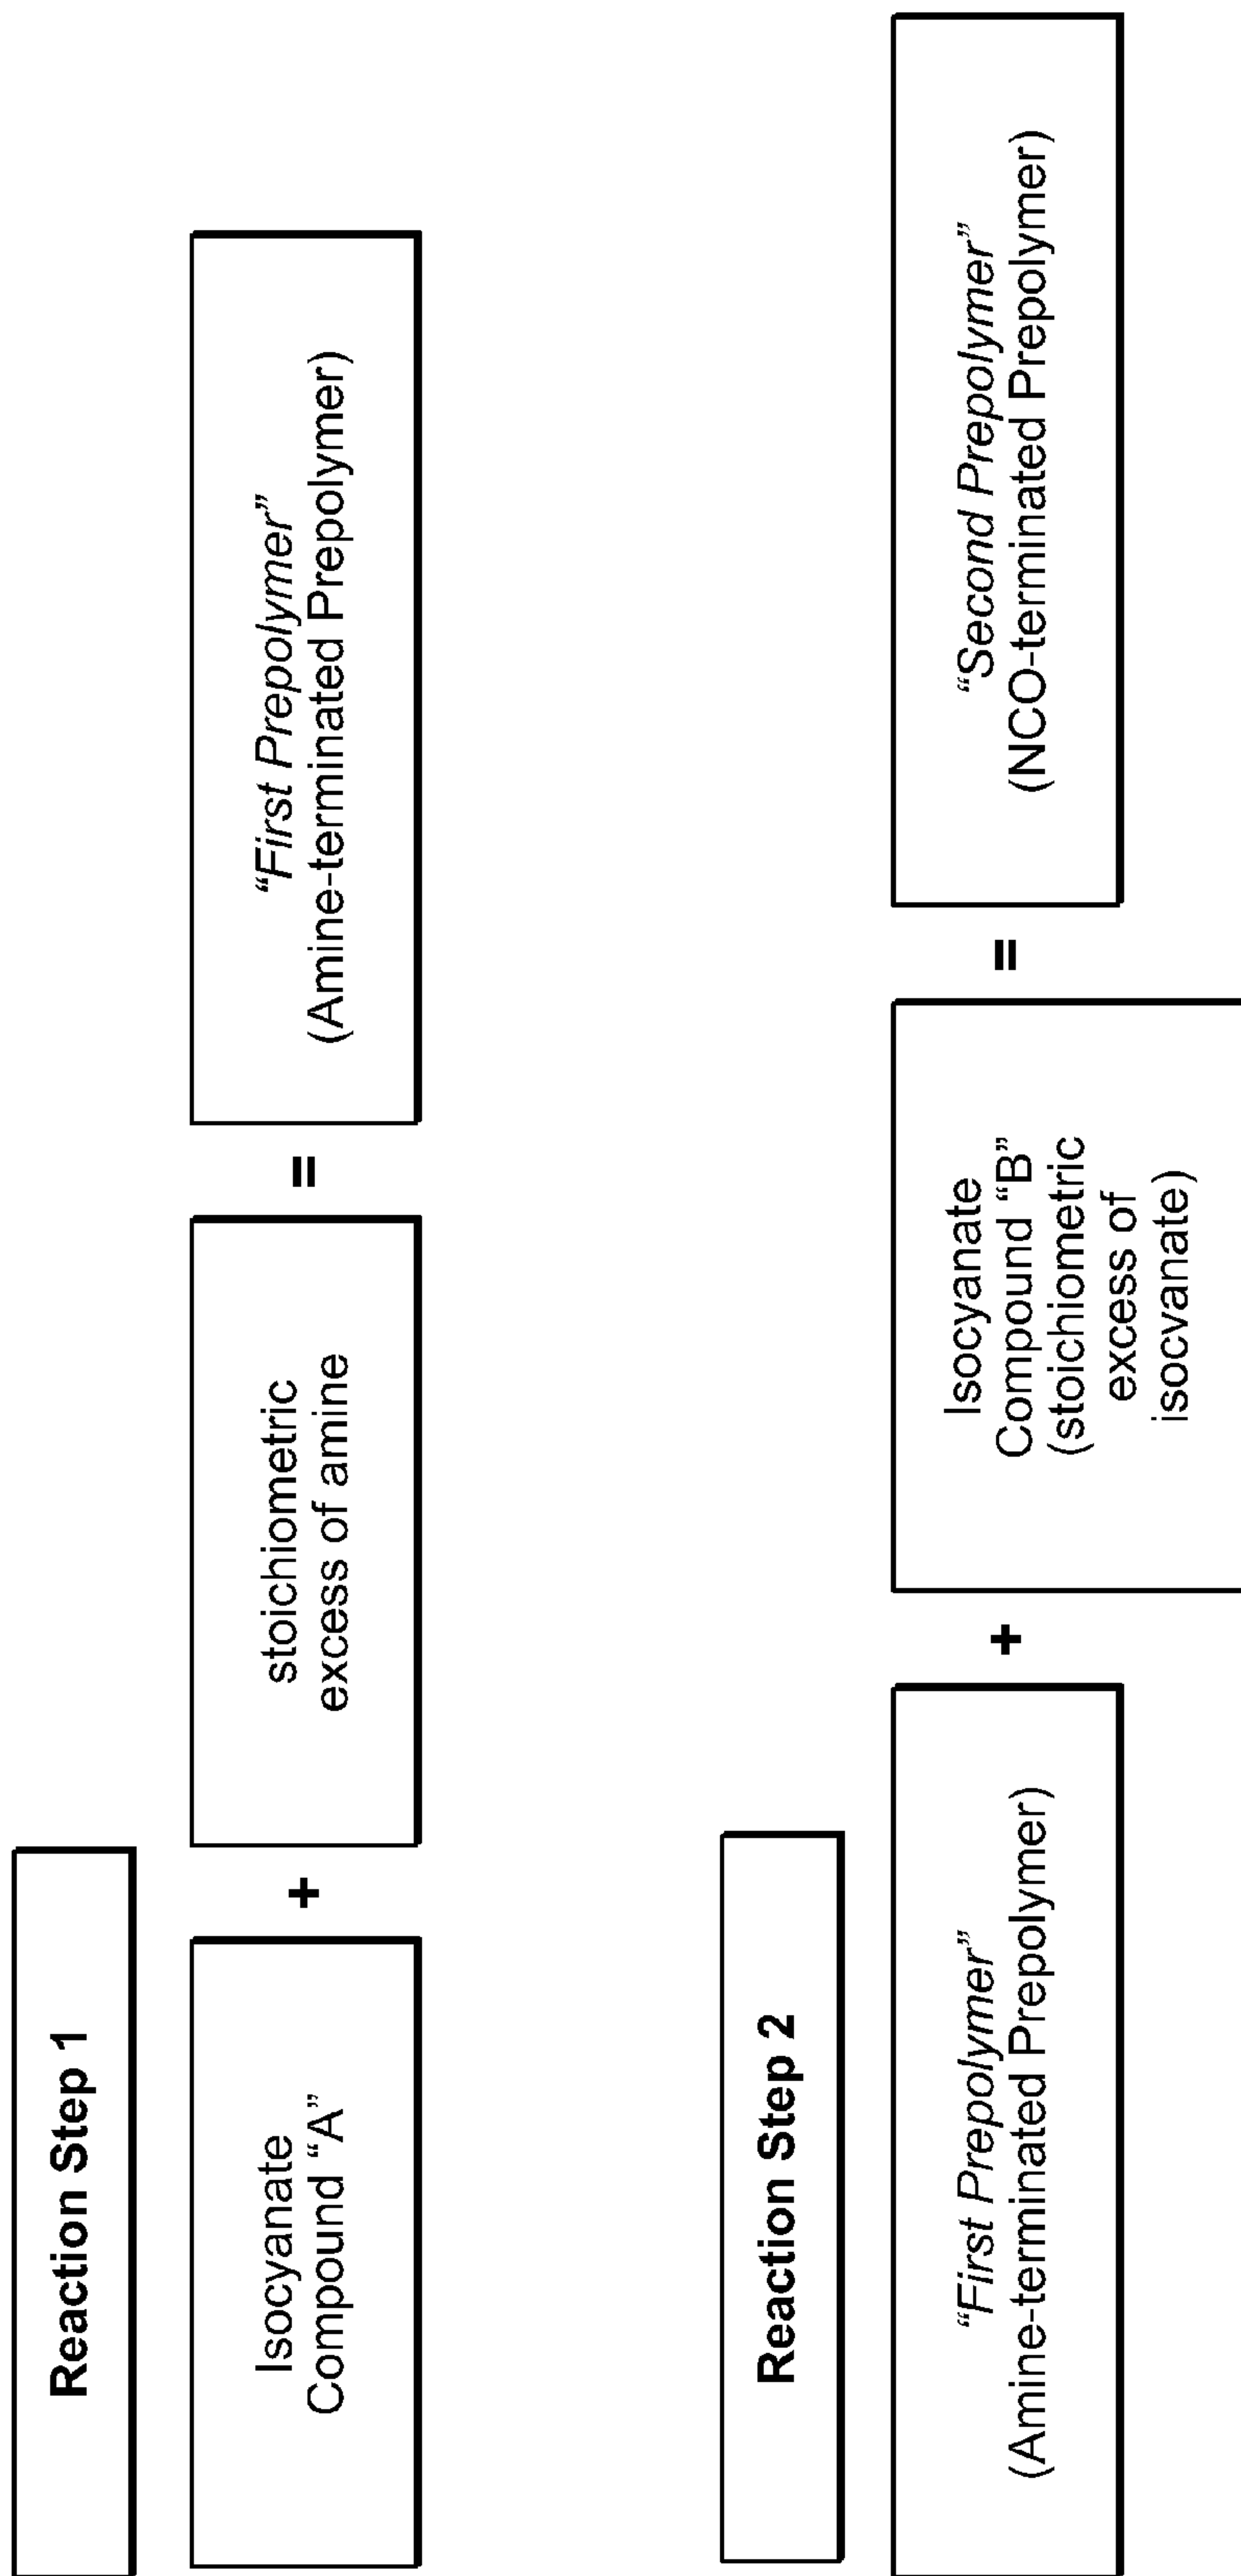 Reaction Step 1
Isocyanate
Compound “A”
+
stoichiometric
excess of amine
=
“First Prepolymer”
(Amine-terminated Prepolymer)
Reaction Step 2
“First Prepolymer”
(Amine-terminated Prepolymer)
+
Isocyanate
Compound “B”
(stoichiometric
excess of
isocvanate)
=
“Second Prepolymer”
(NCO-terminated Prepolymer)